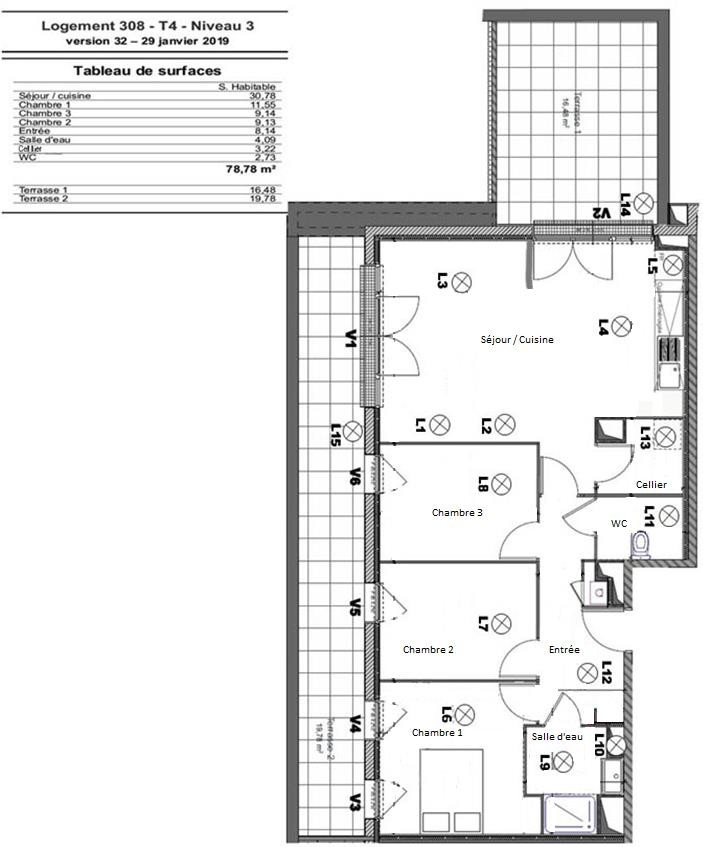 Logement 308 - T4 - Niveau 3
version 32 – 29 janvier 2019
Tableau de surfaces
S. Habitable
Séjour / cuisine 30,78
Chambre 1 11,55
Chambre 3 9,14
Chambre 2 9,13
Entrée 8,14
Salle d'eau 4,09
Cellier 3,22
WC 2,73
78,78 m²
Terrasse 1 16,48
Terrasse 2 19,78
Terrasse 1
16,48 m²
L14
V2
L3
L5
L4
Séjour / Cuisine
V1
L1
L2
L15
L13
V6
L8
Cellier
Chambre 3
WC
L11
V5
L7
Chambre 2
Entrée
L12
L6
V4
Chambre 1
Salle d'eau
L10
L9
Terrasse 2
19,78 m²
V3